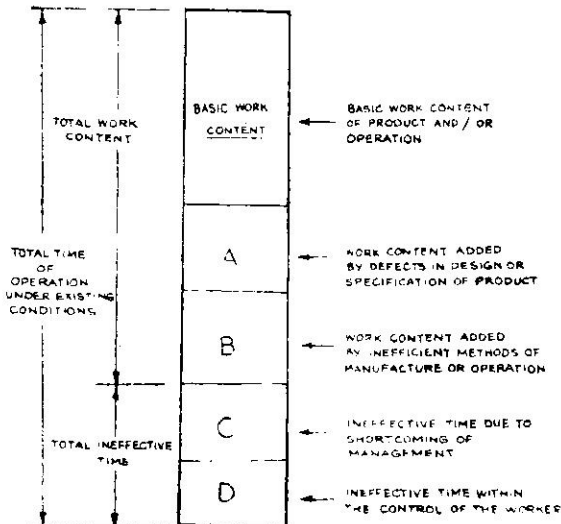 TOTAL WORK
CONTENT
BASIC WORK
CONTENT
BASIC WORK CONTENT
OF PRODUCT AND / OR
OPERATION
TOTAL TIME
OF
OPERATION
UNDER EXISTING
CONDITIONS
A
WORK CONTENT ADDED
BY DEFECTS IN DESIGN OR
SPECIFICATION OF PRODUCT
B
WORK CONTENT ADDED
BY INEFFICIENT METHODS OF
MANUFACTURE OR OPERATION
TOTAL INEFFECTIVE
TIME
C
INEFFECTIVE TIME DUE TO
SHORTCOMING OF
MANAGEMENT
D
INEFFECTIVE TIME WITHIN
THE CONTROL OF THE WORKER